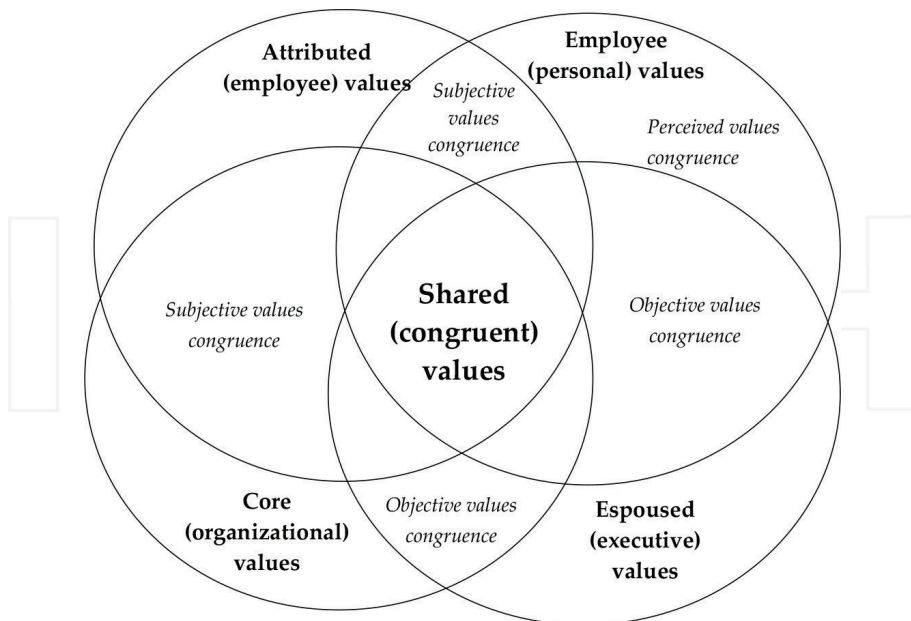 Attributed
(employee) values
Employee
(personal) values
Subjective
values
congruence
Perceived values
congruence
Subjective values
congruence
Shared
(congruent)
values
Objective values
congruence
Core
(organizational)
values
Objective values
congruence
Espoused
(executive)
values